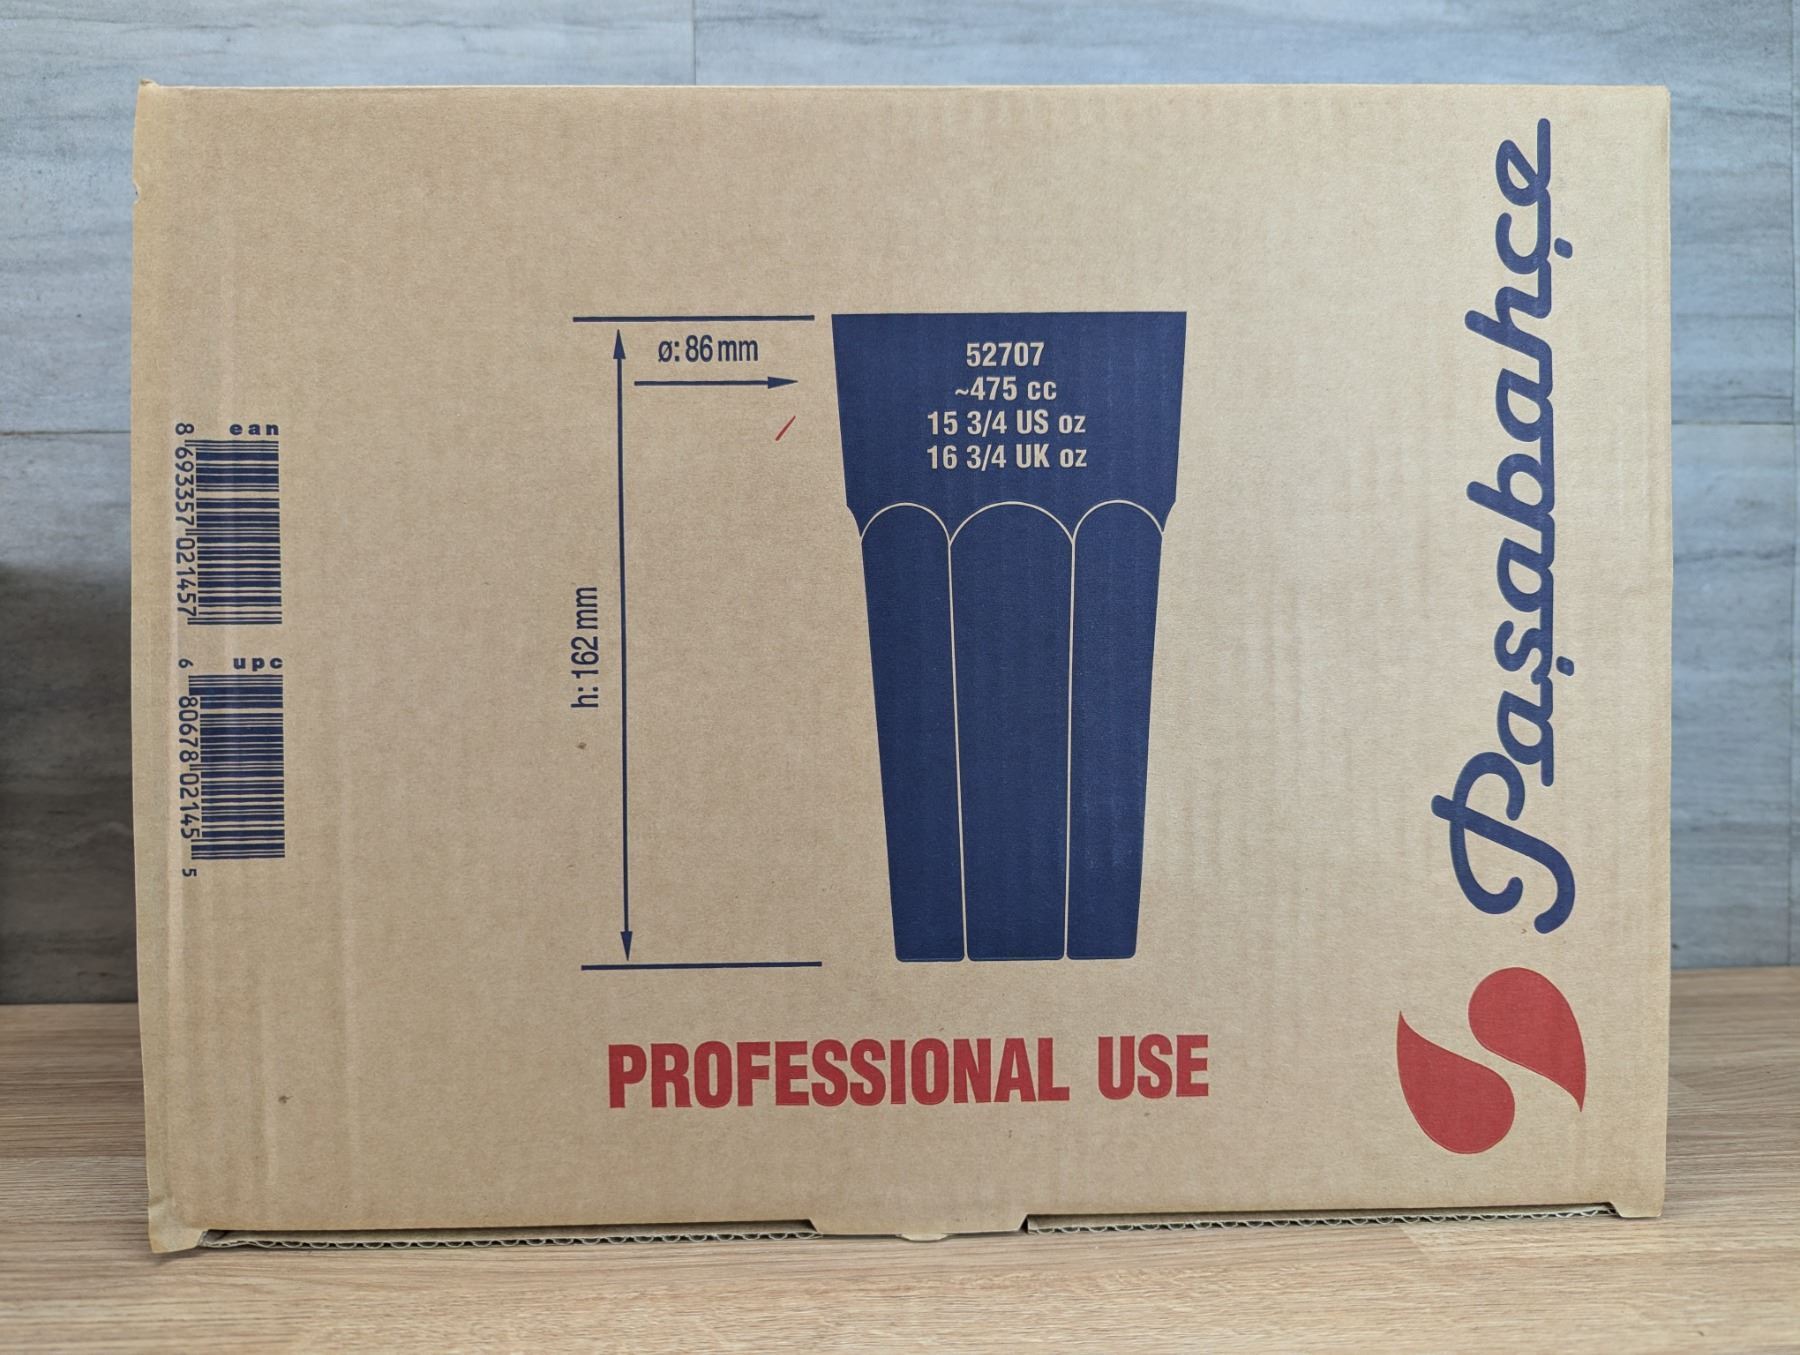 ø: 86 mm
52707
~475 cc
15 3/4 US oz
16 3/4 UK oz
h: 162 mm
PROFESSIONAL USE
Paşabahçe
ean
8 693357 021457
upc
6 80678 02145 5